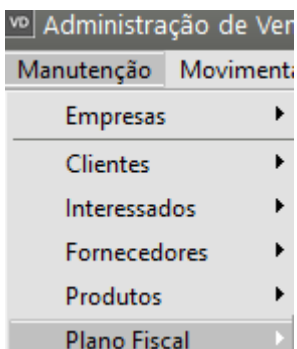 VD Administração de Ven
Manutenção Movimenta
Empresas
Clientes
Interessados
Fornecedores
Produtos
Plano Fiscal